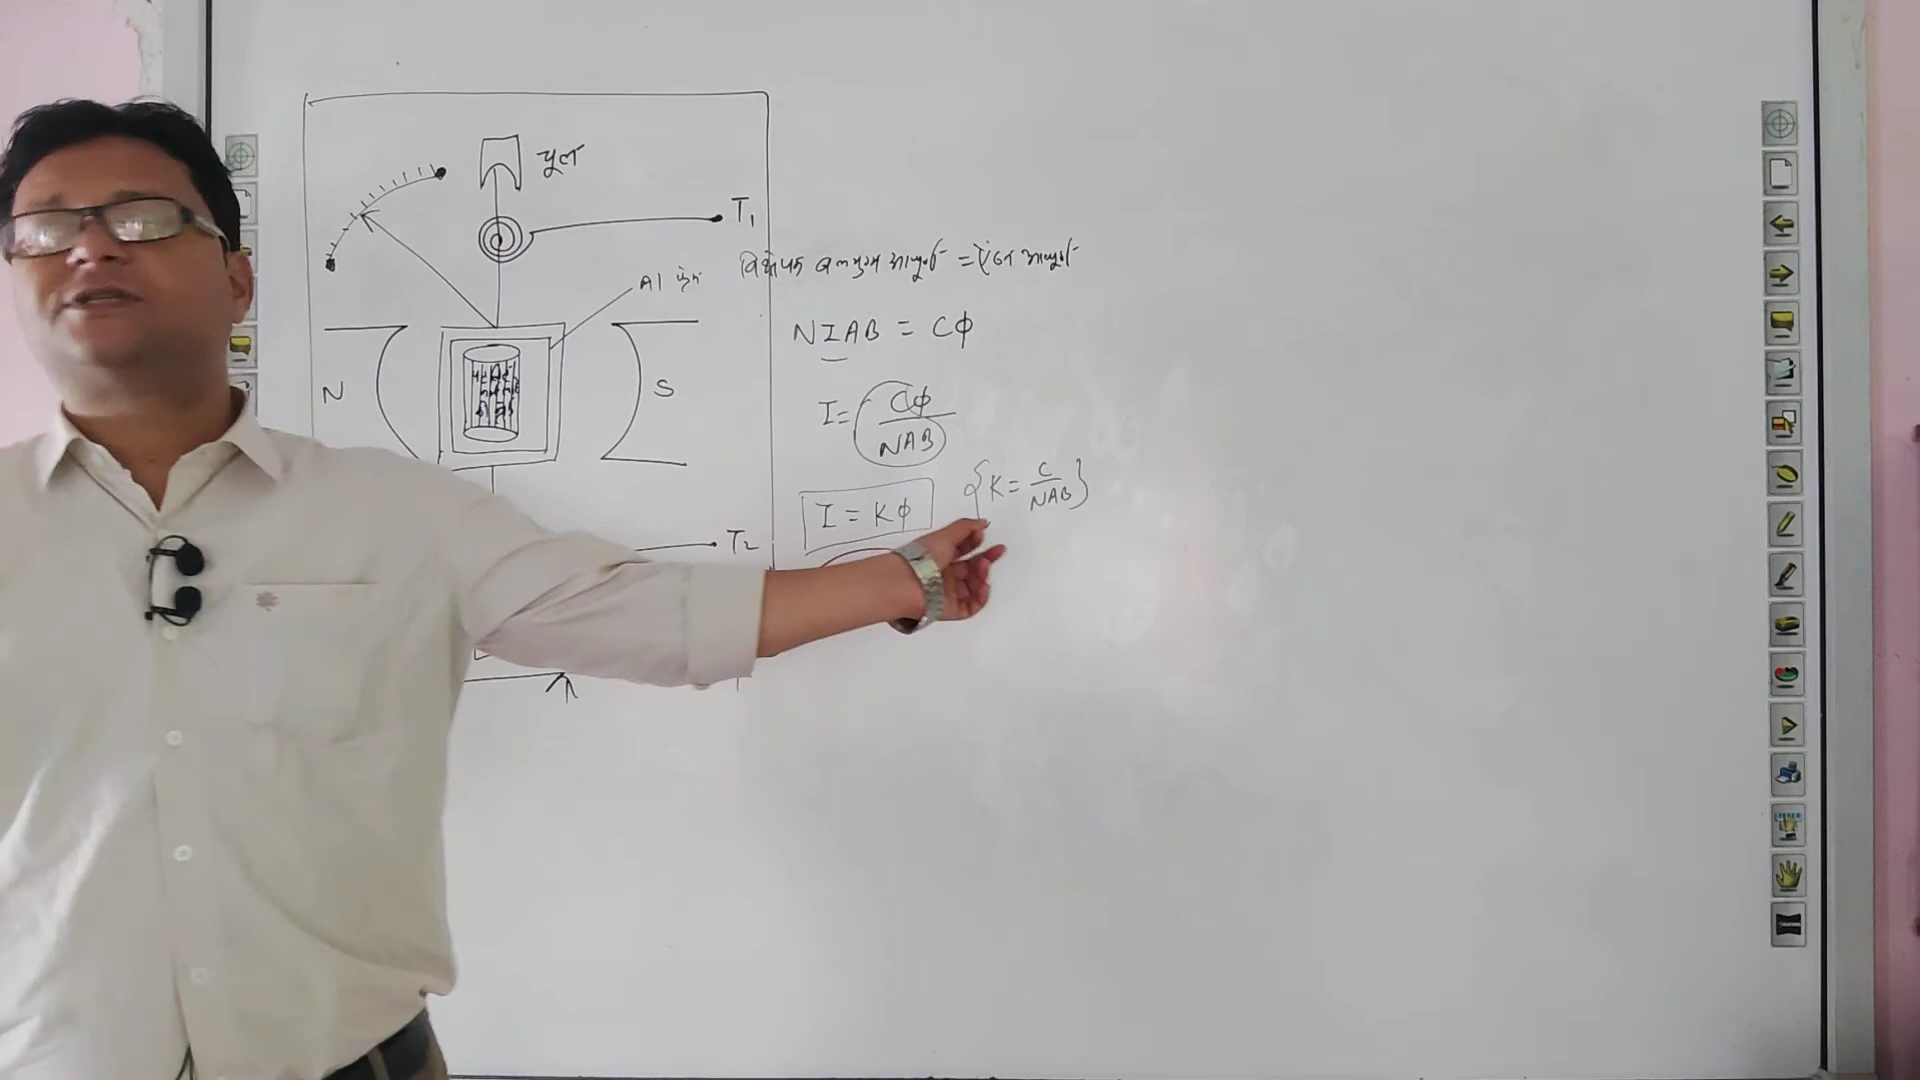 चूल
T₁
Al फ्रेम
विक्षेपक बलयुग्म आघूर्ण = ऐंठन आघूर्ण
NIAB = Cϕ
N
S
I = Cϕ/NAB
I = Kϕ {K = C/NAB}
T₂